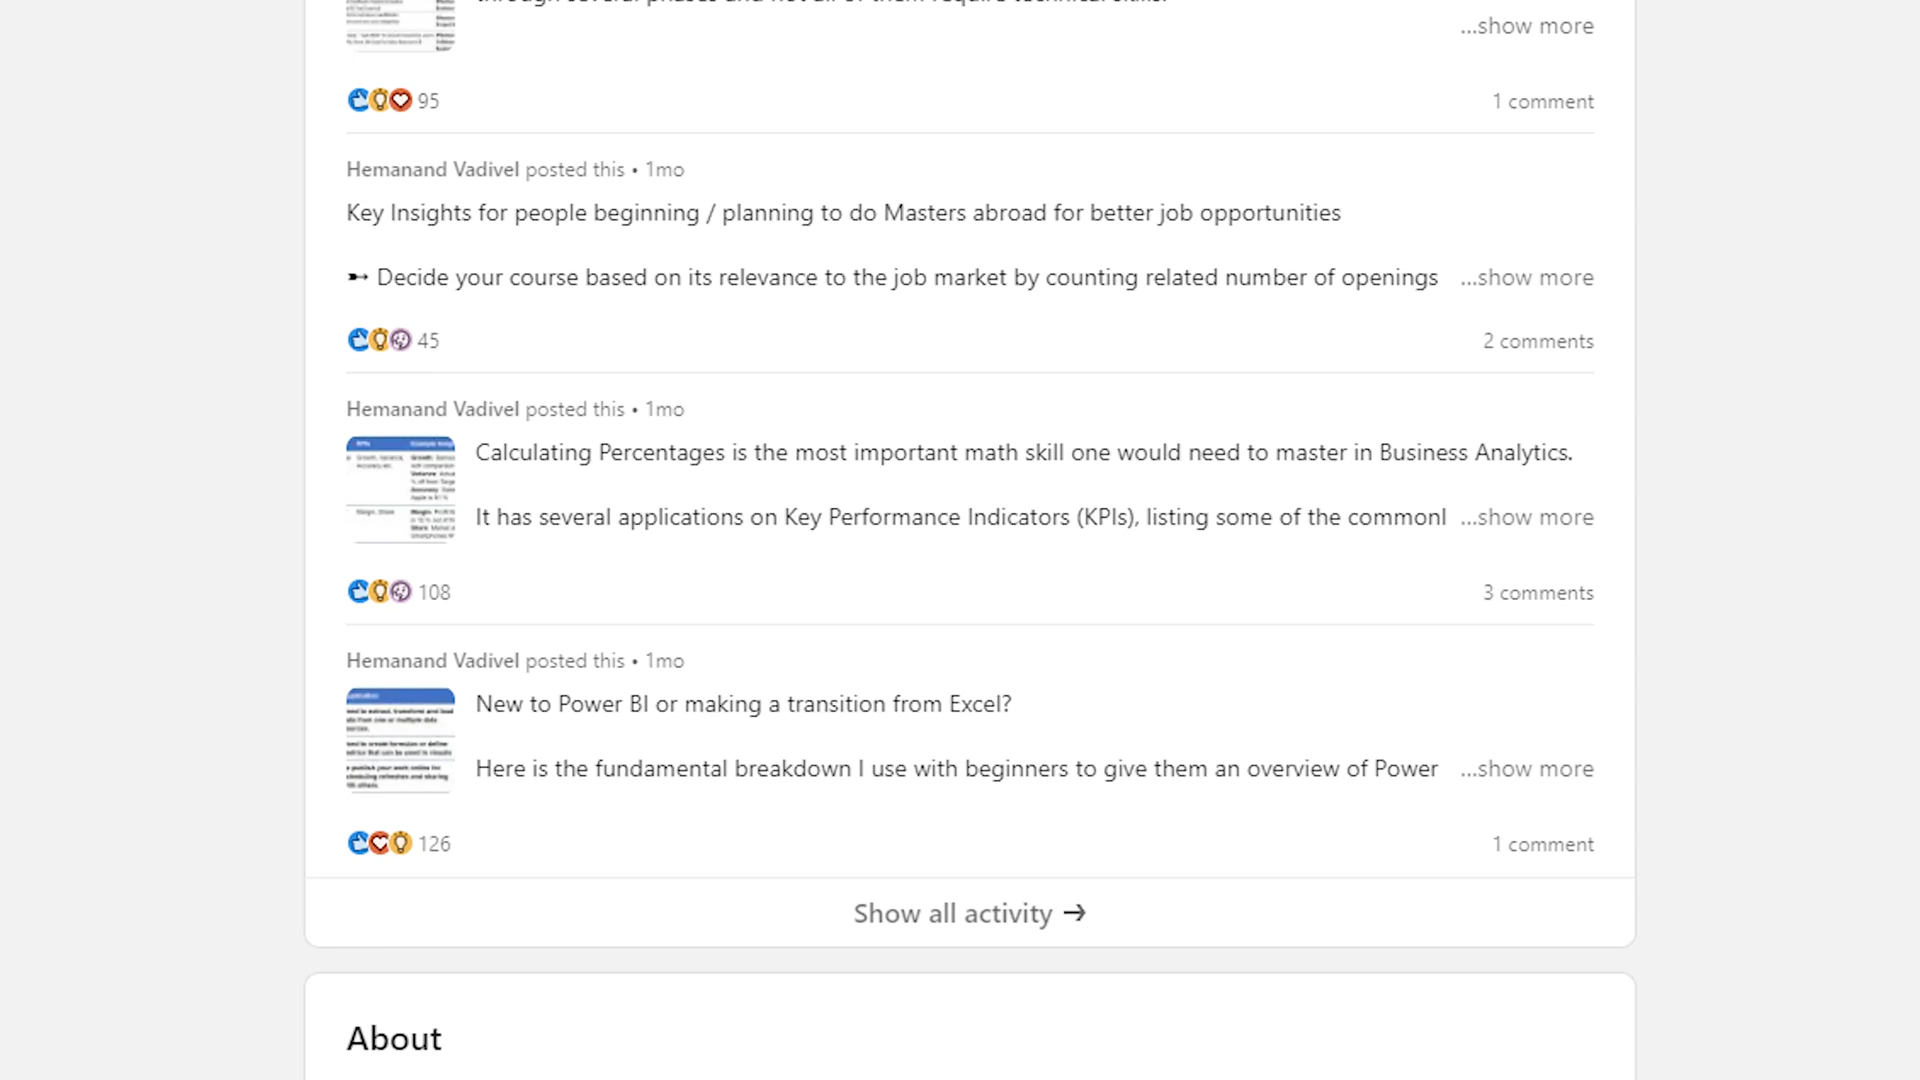 ...show more
95
1 comment
Hemanand Vadivel posted this • 1mo
Key Insights for people beginning / planning to do Masters abroad for better job opportunities
➳ Decide your course based on its relevance to the job market by counting related number of openings ...show more
45
2 comments
Hemanand Vadivel posted this • 1mo
Calculating Percentages is the most important math skill one would need to master in Business Analytics.
It has several applications on Key Performance Indicators (KPIs), listing some of the commonl ...show more
108
3 comments
Hemanand Vadivel posted this • 1mo
New to Power BI or making a transition from Excel?
Here is the fundamental breakdown I use with beginners to give them an overview of Power ...show more
126
1 comment
Show all activity →
About